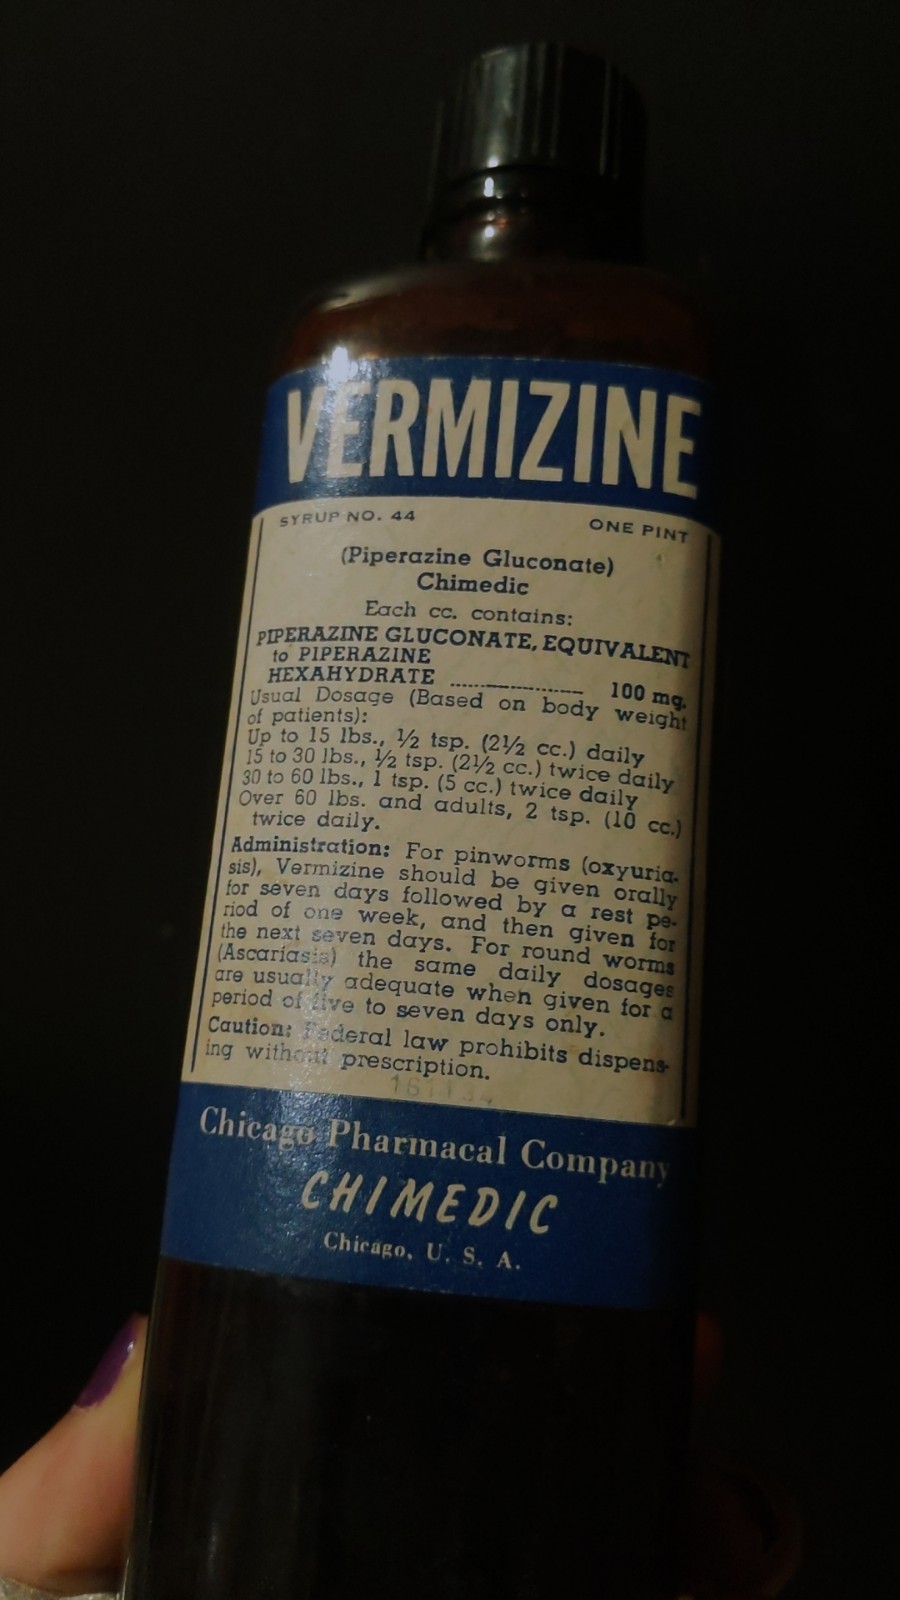 VERMIZINE
SYRUP NO. 44 ONE PINT
(Piperazine Gluconate)
Chimedic
Each cc. contains:
PIPERAZINE GLUCONATE, EQUIVALENT
to PIPERAZINE
HEXAHYDRATE .................... 100 mg.
Usual Dosage (Based on body weight
of patients):
Up to 15 lbs., ½ tsp. (2½ cc.) daily
15 to 30 lbs., ½ tsp. (2½ cc.) twice daily
30 to 60 lbs., 1 tsp. (5 cc.) twice daily
Over 60 lbs. and adults, 2 tsp. (10 cc.)
twice daily.
Administration: For pinworms (oxyuria-
sis), Vermizine should be given orally
for seven days followed by a rest pe-
riod of one week, and then given for
the next seven days. For round worms
(Ascariasis) the same daily dosages
are usually adequate when given for a
period of five to seven days only.
Caution: Federal law prohibits dispens-
ing without prescription.
Chicago Pharmacal Company
CHIMEDIC
Chicago, U. S. A.